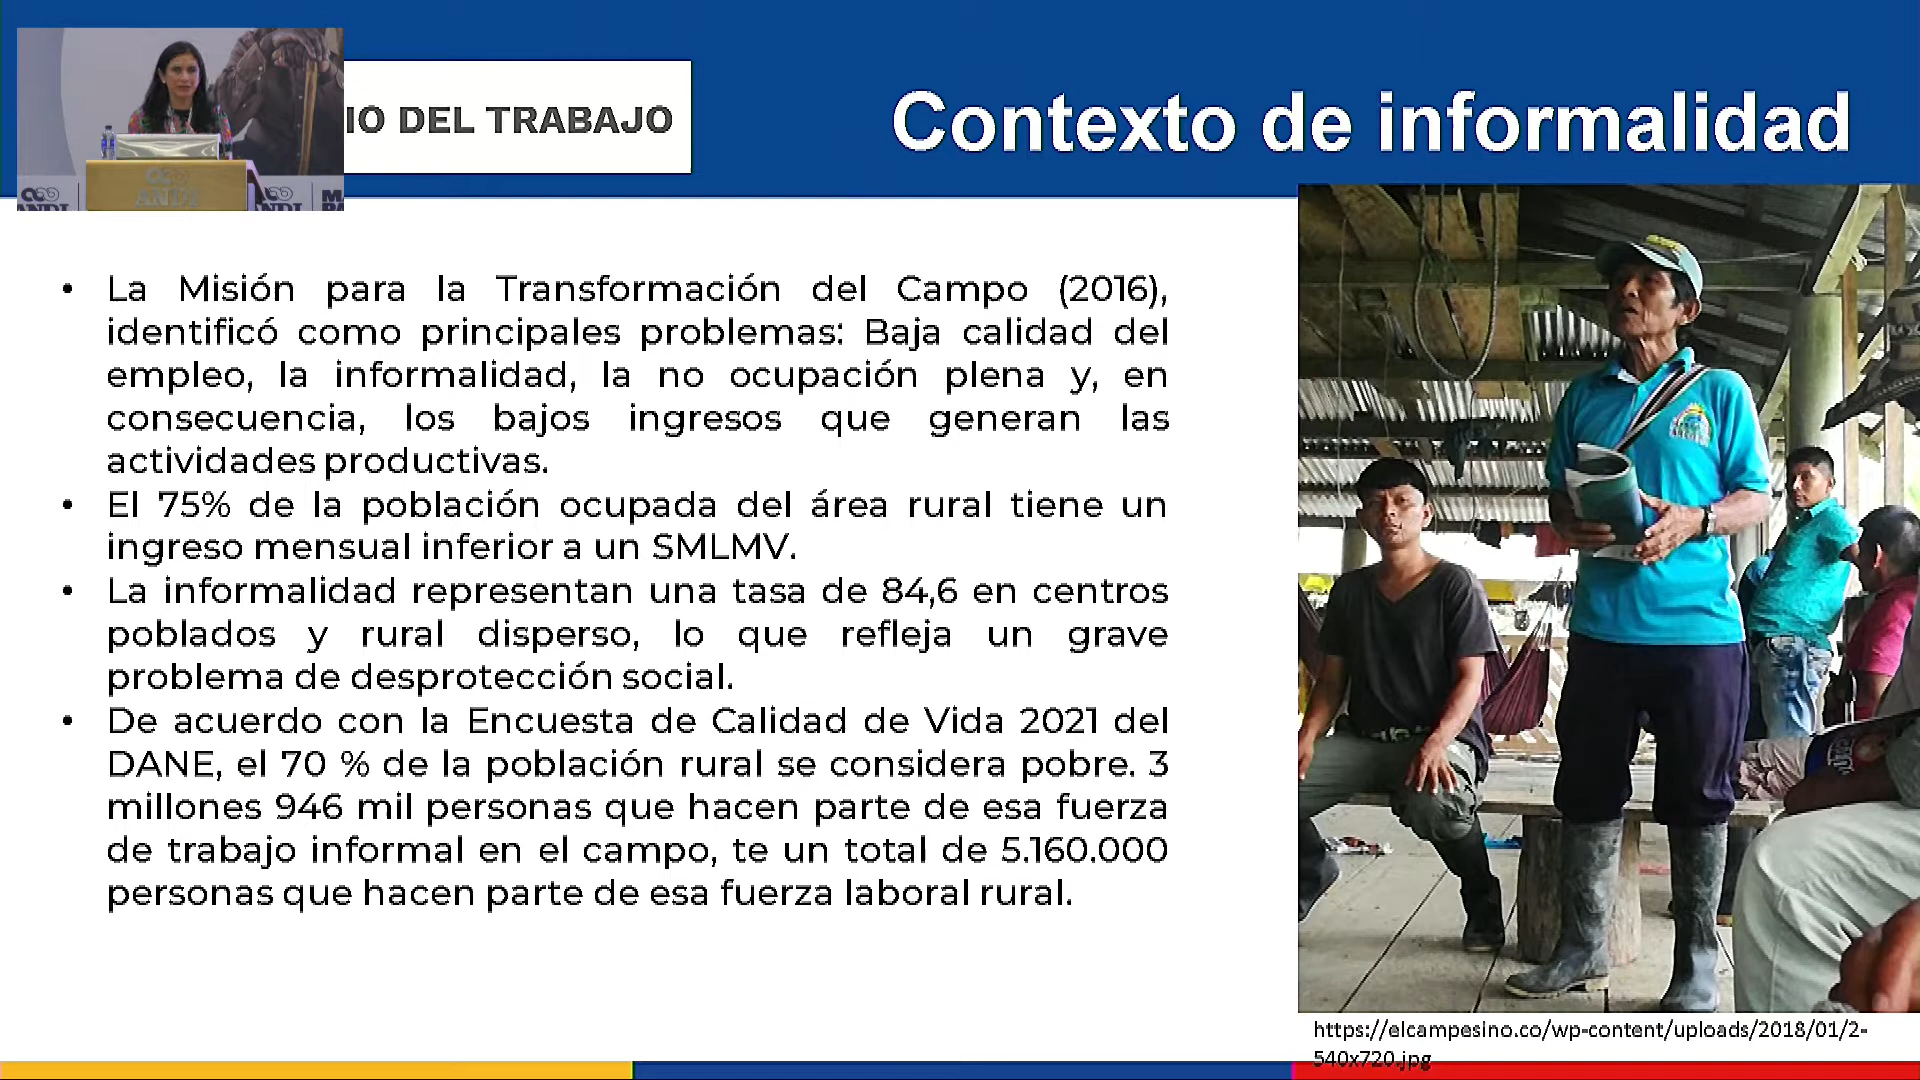 IO DEL TRABAJO
Contexto de informalidad
ANDI
ANDI
ANDI
• La Misión para la Transformación del Campo (2016),
identificó como principales problemas: Baja calidad del
empleo, la informalidad, la no ocupación plena y, en
consecuencia, los bajos ingresos que generan las
actividades productivas.
• El 75% de la población ocupada del área rural tiene un
ingreso mensual inferior a un SMLMV.
• La informalidad representan una tasa de 84,6 en centros
poblados y rural disperso, lo que refleja un grave
problema de desprotección social.
• De acuerdo con la Encuesta de Calidad de Vida 2021 del
DANE, el 70 % de la población rural se considera pobre. 3
millones 946 mil personas que hacen parte de esa fuerza
de trabajo informal en el campo, te un total de 5.160.000
personas que hacen parte de esa fuerza laboral rural.
https://elcampesino.co/wp-content/uploads/2018/01/2-
540x720.jpg